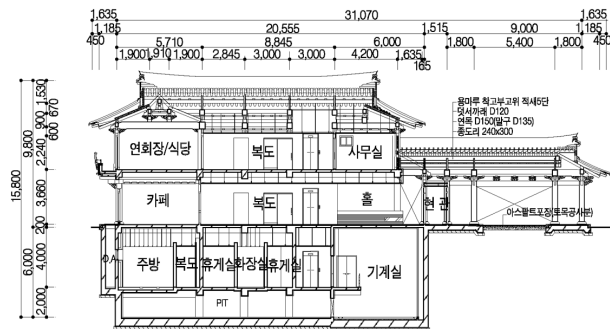 1,635 31,070 1,635
1,185 20,555 1,515 9,000 1,185
450 5,710 8,845 6,000 1,800 5,400 1,800 450
1,900 910 1,900 2,845 3,000 3,000 4,200 1,635
165
1,530
670
900
600
2,240
9,800
15,800
3,660
200
6,000
4,000
2,000
용마루 착고부고위 적새5단
덧서까래 D120
연목 D150(말구 D135)
종도리 240x300
연회장/식당 복도 사무실
카페 복도 홀 현관
아스팔트포장(토목공사분)
D.A 주방 복도 휴게실 화장실 휴게실 기계실
PIT